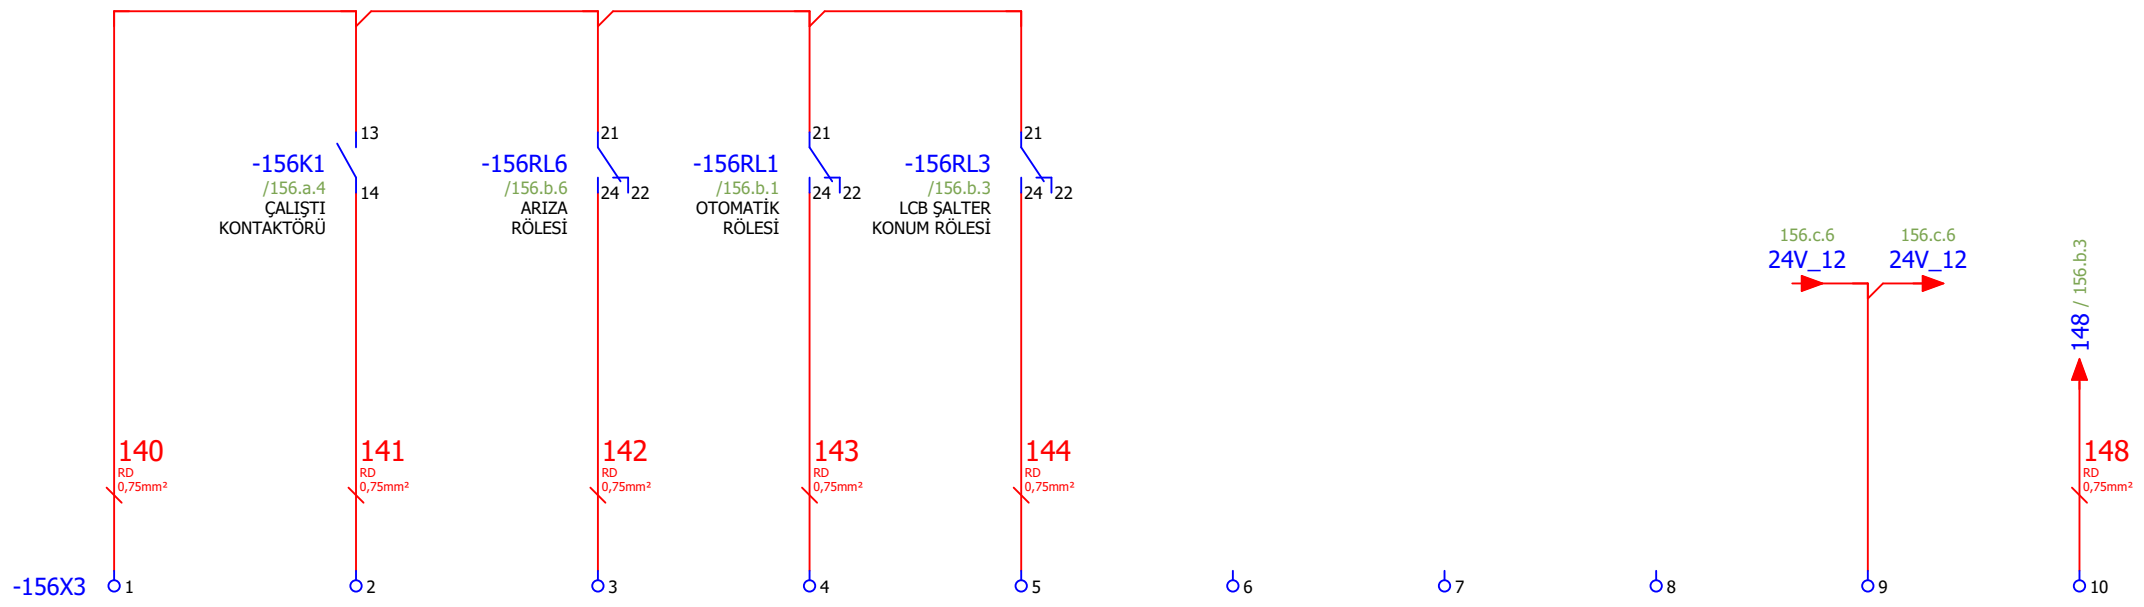 13
21
21
21
-156K1
-156RL6
-156RL1
-156RL3
/156.a.4
14
/156.b.6
24 22
/156.b.1
24 22
/156.b.3
24 22
ÇALIŞTI
KONTAKTÖRÜ
ARIZA
RÖLESİ
OTOMATİK
RÖLESİ
LCB ŞALTER
KONUM RÖLESİ
156.c.6
24V_12
156.c.6
24V_12
148 / 156.b.3
140
RD
0,75mm²
141
RD
0,75mm²
142
RD
0,75mm²
143
RD
0,75mm²
144
RD
0,75mm²
148
RD
0,75mm²
-156X3 1 2 3 4 5 6 7 8 9 10